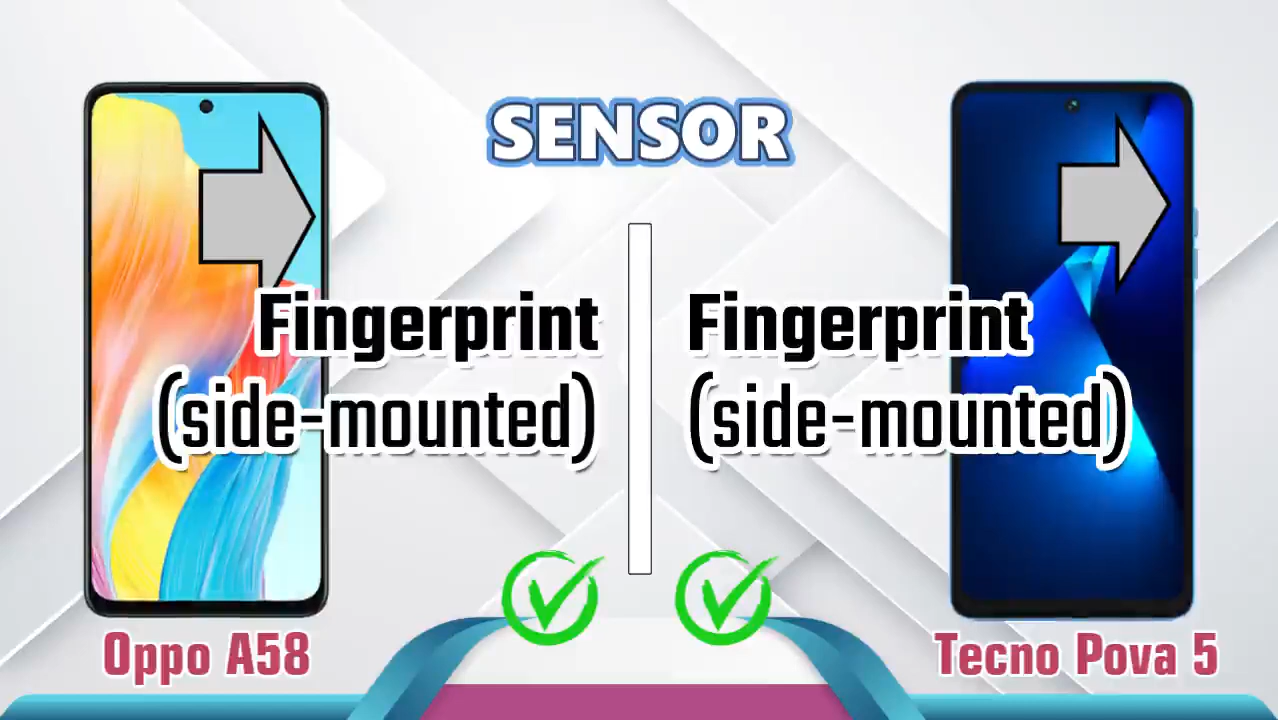 SENSOR
Fingerprint
(side-mounted)
Fingerprint
(side-mounted)
Oppo A58
Tecno Pova 5